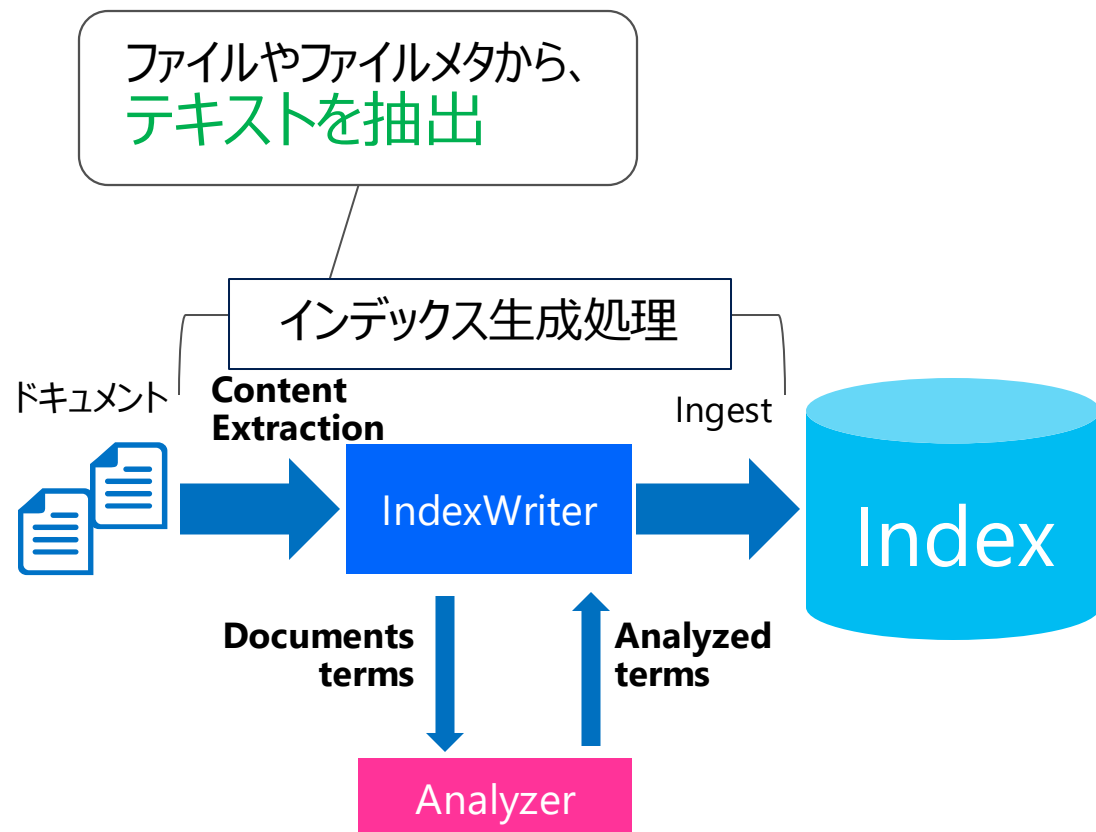 ファイルやファイルメタから、
テキストを抽出
インデックス生成処理
ドキュメント
Content
Extraction
Ingest
IndexWriter
Index
Documents
terms
Analyzed
terms
Analyzer